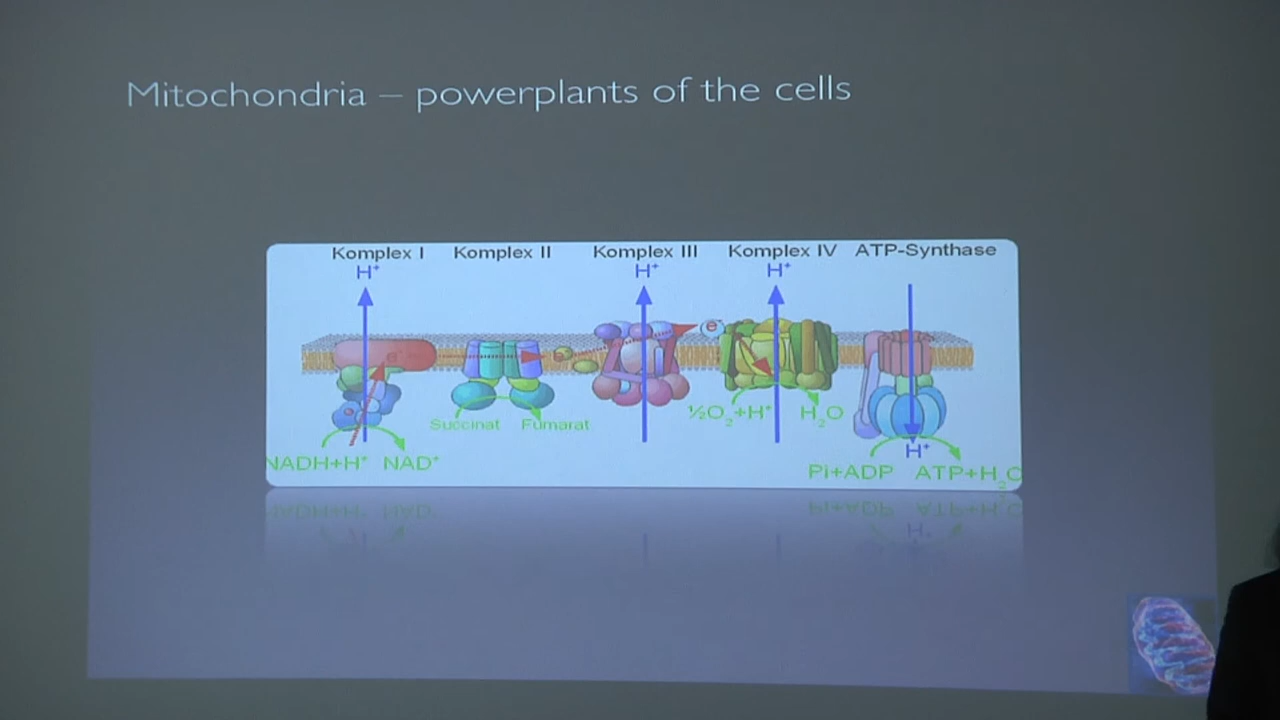 Mitochondria – powerplants of the cells
Komplex I Komplex II Komplex III Komplex IV ATP-Synthase
H⁺ H⁺ H⁺
e⁻
e⁻
Succinat Fumarat
½O₂+H⁺ H₂O
NADH+H⁺ NAD⁺
H⁺
Pi+ADP ATP+H₂O